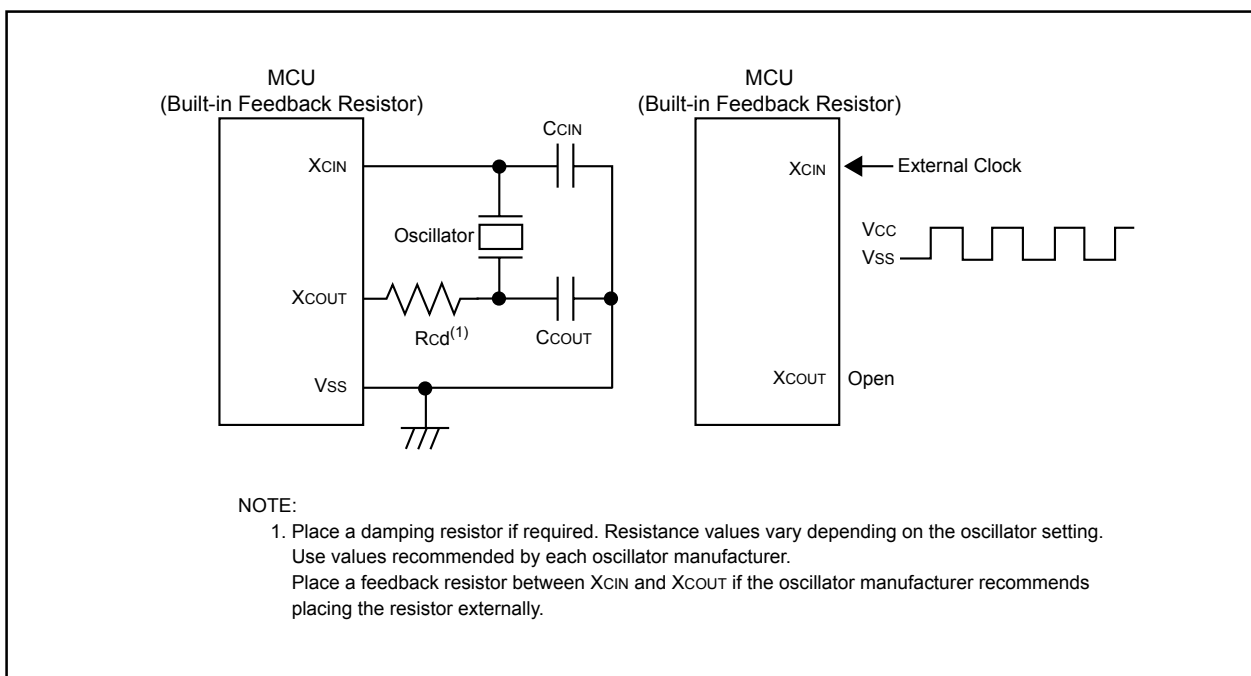 MCU
(Built-in Feedback Resistor)
XCIN
CCIN
Oscillator
XCOUT
Rcd(1)
CCOUT
VSS
MCU
(Built-in Feedback Resistor)
XCIN
External Clock
VCC
VSS
XCOUT
Open
NOTE:
1. Place a damping resistor if required. Resistance values vary depending on the oscillator setting.
Use values recommended by each oscillator manufacturer.
Place a feedback resistor between XCIN and XCOUT if the oscillator manufacturer recommends
placing the resistor externally.